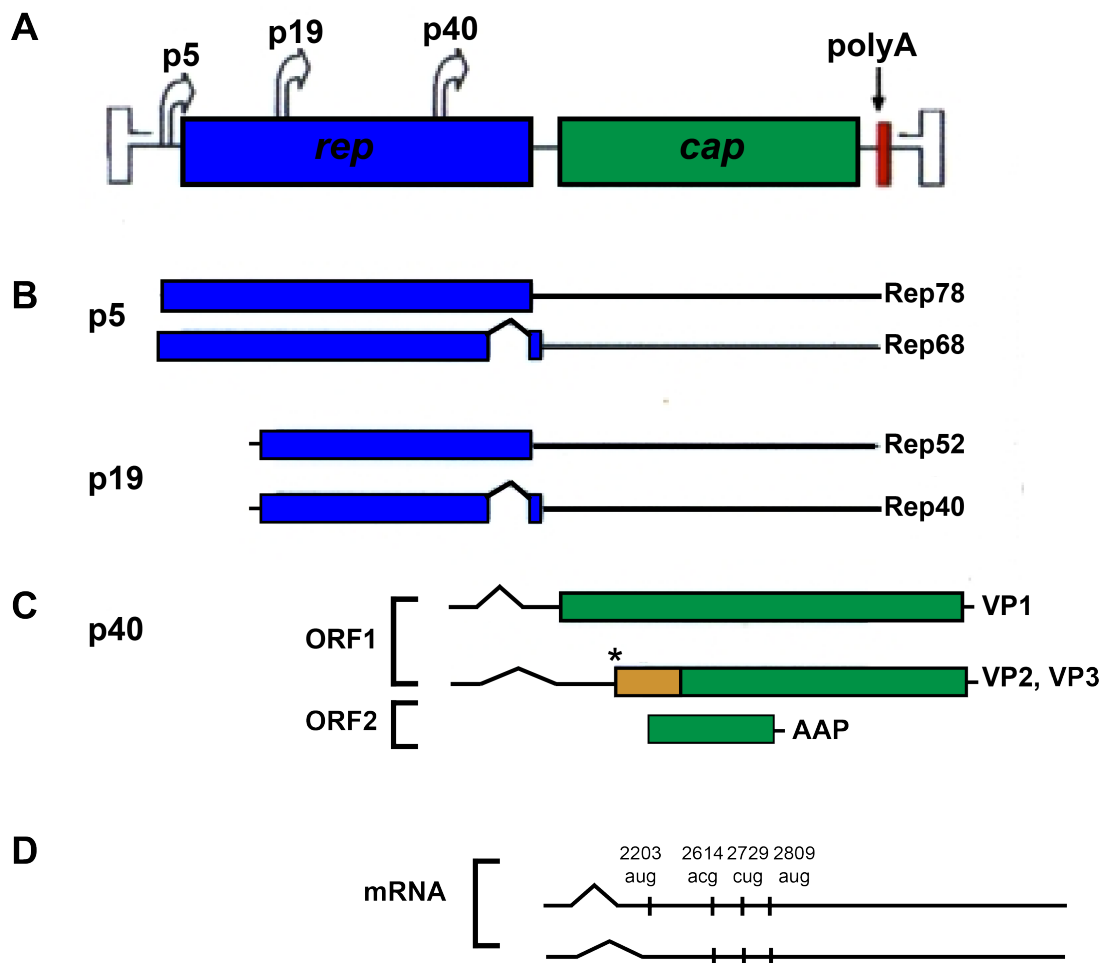 A
p5
p19
p40
polyA
rep
cap
B
p5
Rep78
Rep68
p19
Rep52
Rep40
C
p40
ORF1
VP1
*
VP2, VP3
ORF2
AAP
D
mRNA
2203 2614 2729 2809
aug acg cug aug